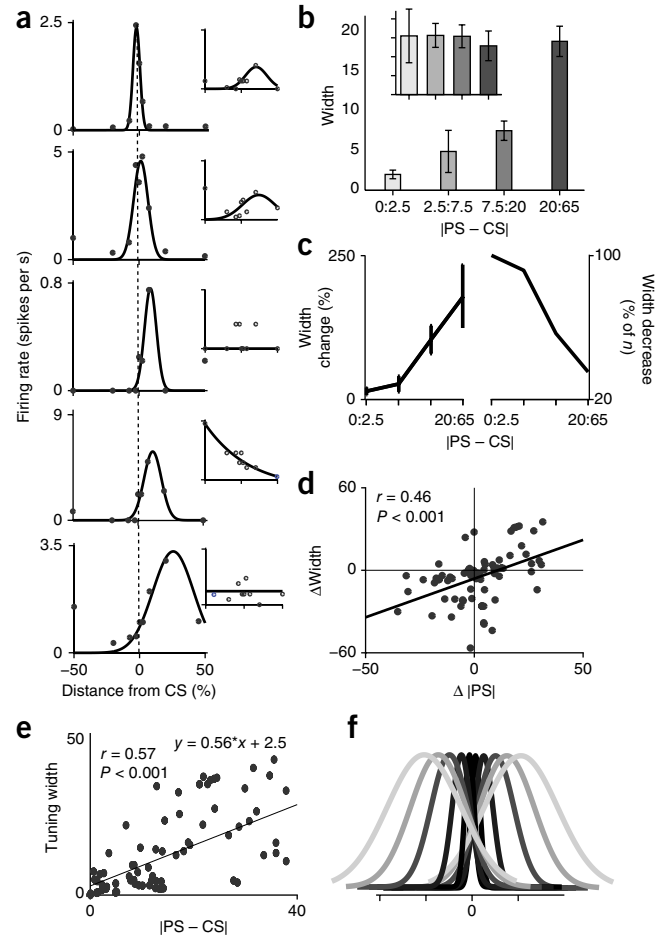 a
2.5
0
5
0
0.8
0
9
0
3.5
0
−50
0
50
Firing rate (spikes per s)
Distance from CS (%)
b
20
15
10
5
0
Width
0:2.5
2.5:7.5
7.5:20
20:65
|PS – CS|
c
250
0
Width
change (%)
0:2.5
20:65
0:2.5
20:65
100
20
Width decrease
(% of n)
|PS – CS|
d
60
0
−60
r = 0.46
P < 0.001
ΔWidth
−50
0
50
Δ |PS|
e
50
0
r = 0.57
P < 0.001
y = 0.56*x + 2.5
Tuning width
0
40
|PS – CS|
f
0